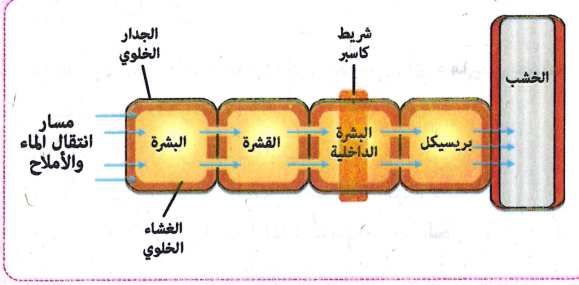 الجدار
الخلوي
شريط
كاسبر
الخشب
مسار
انتقال الماء
والأملاح
البشرة
القشرة
البشرة
الداخلية
بريسيكل
الغشاء
الخلوي